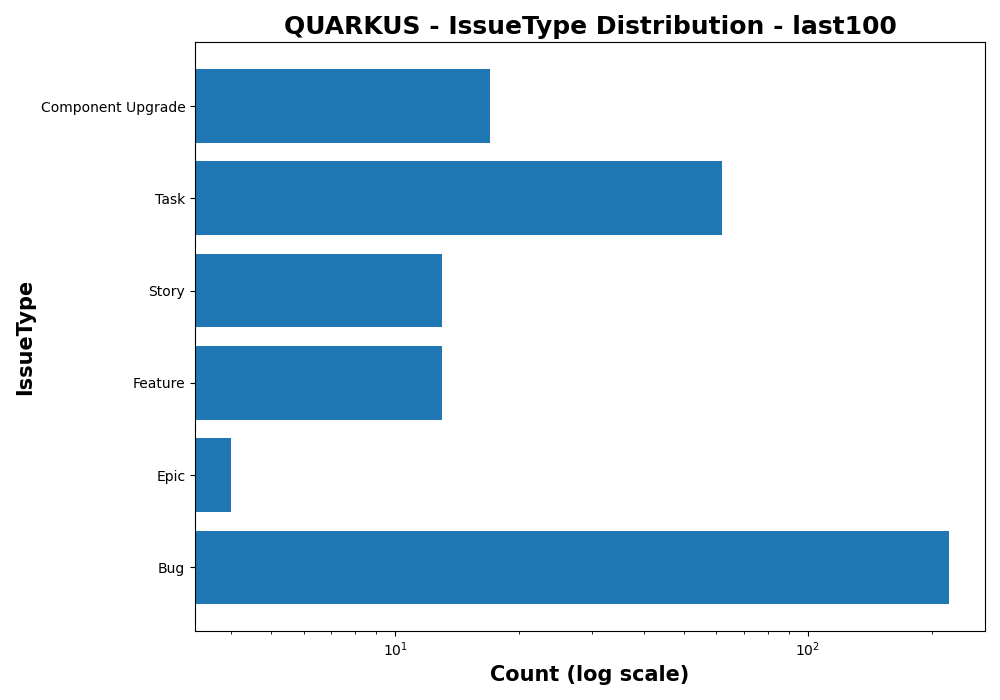 QUARKUS - IssueType Distribution - last100
Component Upgrade
Task
Story
Feature
Epic
Bug
IssueType
10¹
10²
Count (log scale)